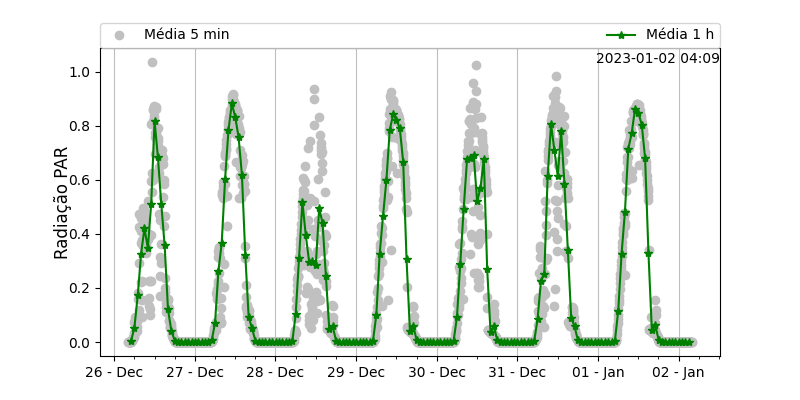 Média 5 min
Média 1 h
2023-01-02 04:09
Radiação PAR
1.0
0.8
0.6
0.4
0.2
0.0
26 - Dec
27 - Dec
28 - Dec
29 - Dec
30 - Dec
31 - Dec
01 - Jan
02 - Jan